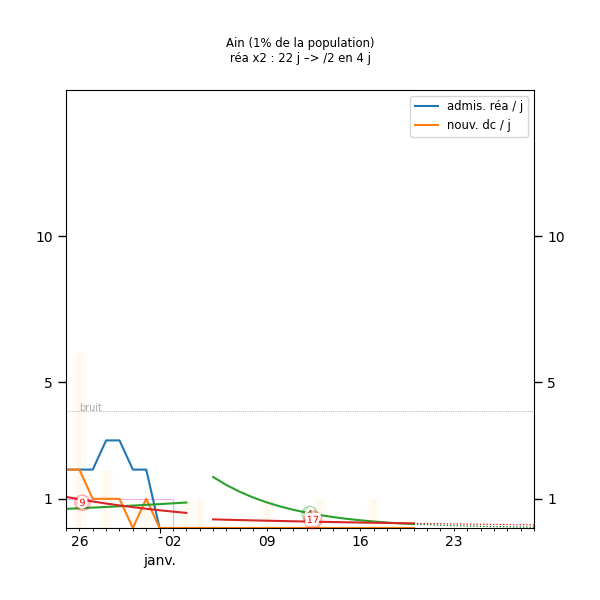 Ain (1% de la population)
réa x2 : 22 j –> /2 en 4 j
admis. réa / j
nouv. dc / j
10
10
5
5
bruit
1
1
9
4
17
26
02
09
16
23
janv.